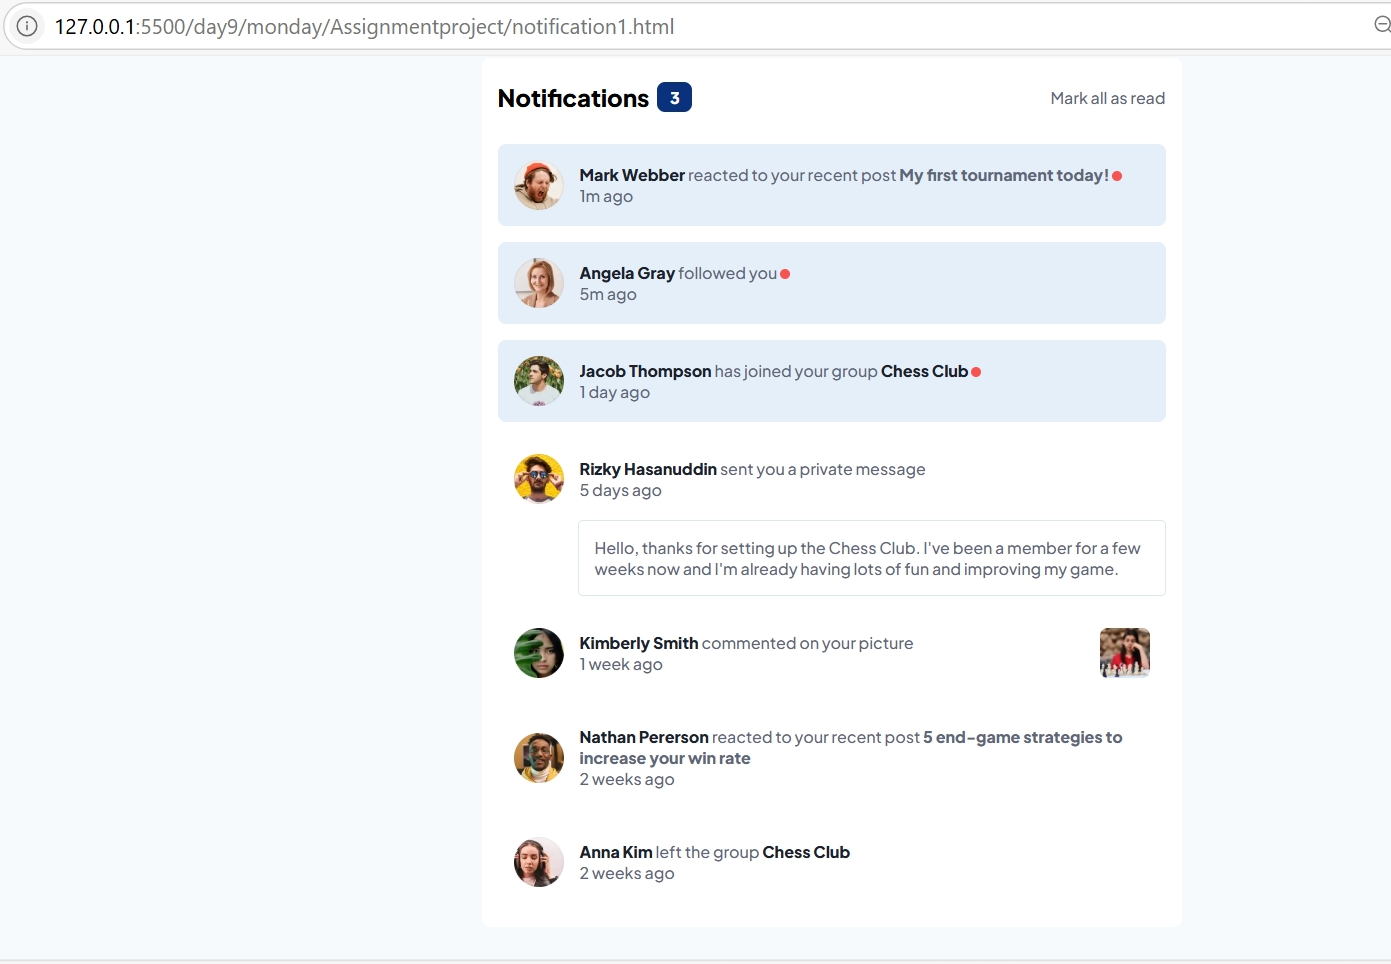 127.0.0.1:5500/day9/monday/Assignmentproject/notification1.html
Notifications 3 Mark all as read
Mark Webber reacted to your recent post My first tournament today!
1m ago
Angela Gray followed you
5m ago
Jacob Thompson has joined your group Chess Club
1 day ago
Rizky Hasanuddin sent you a private message
5 days ago
Hello, thanks for setting up the Chess Club. I've been a member for a few
weeks now and I'm already having lots of fun and improving my game.
Kimberly Smith commented on your picture
1 week ago
Nathan Pererson reacted to your recent post 5 end-game strategies to
increase your win rate
2 weeks ago
Anna Kim left the group Chess Club
2 weeks ago